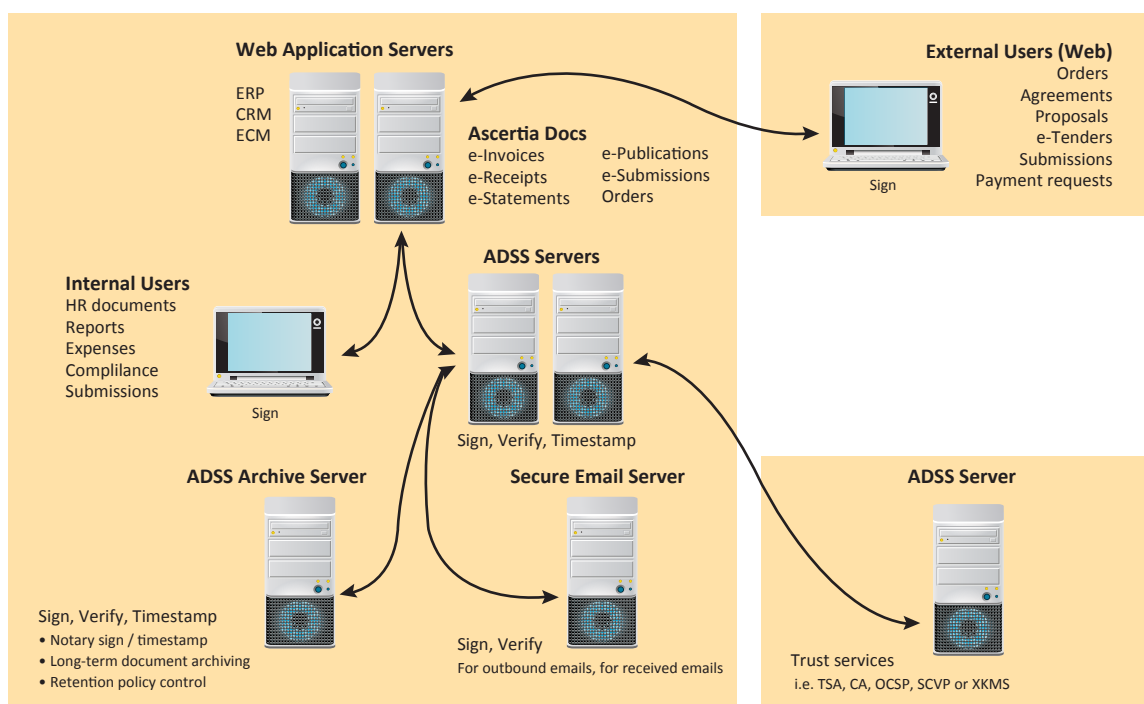 Web Application Servers
ERP
CRM
ECM
Ascertia Docs
e-Invoices
e-Receipts
e-Statements
e-Publications
e-Submissions
Orders
External Users (Web)
Orders
Agreements
Proposals
e-Tenders
Submissions
Payment requests
Sign
Internal Users
HR documents
Reports
Expenses
Complilance
Submissions
Sign
ADSS Servers
Sign, Verify, Timestamp
ADSS Archive Server
Sign, Verify, Timestamp
• Notary sign / timestamp
• Long-term document archiving
• Retention policy control
Secure Email Server
Sign, Verify
For outbound emails, for received emails
ADSS Server
Trust services
i.e. TSA, CA, OCSP, SCVP or XKMS